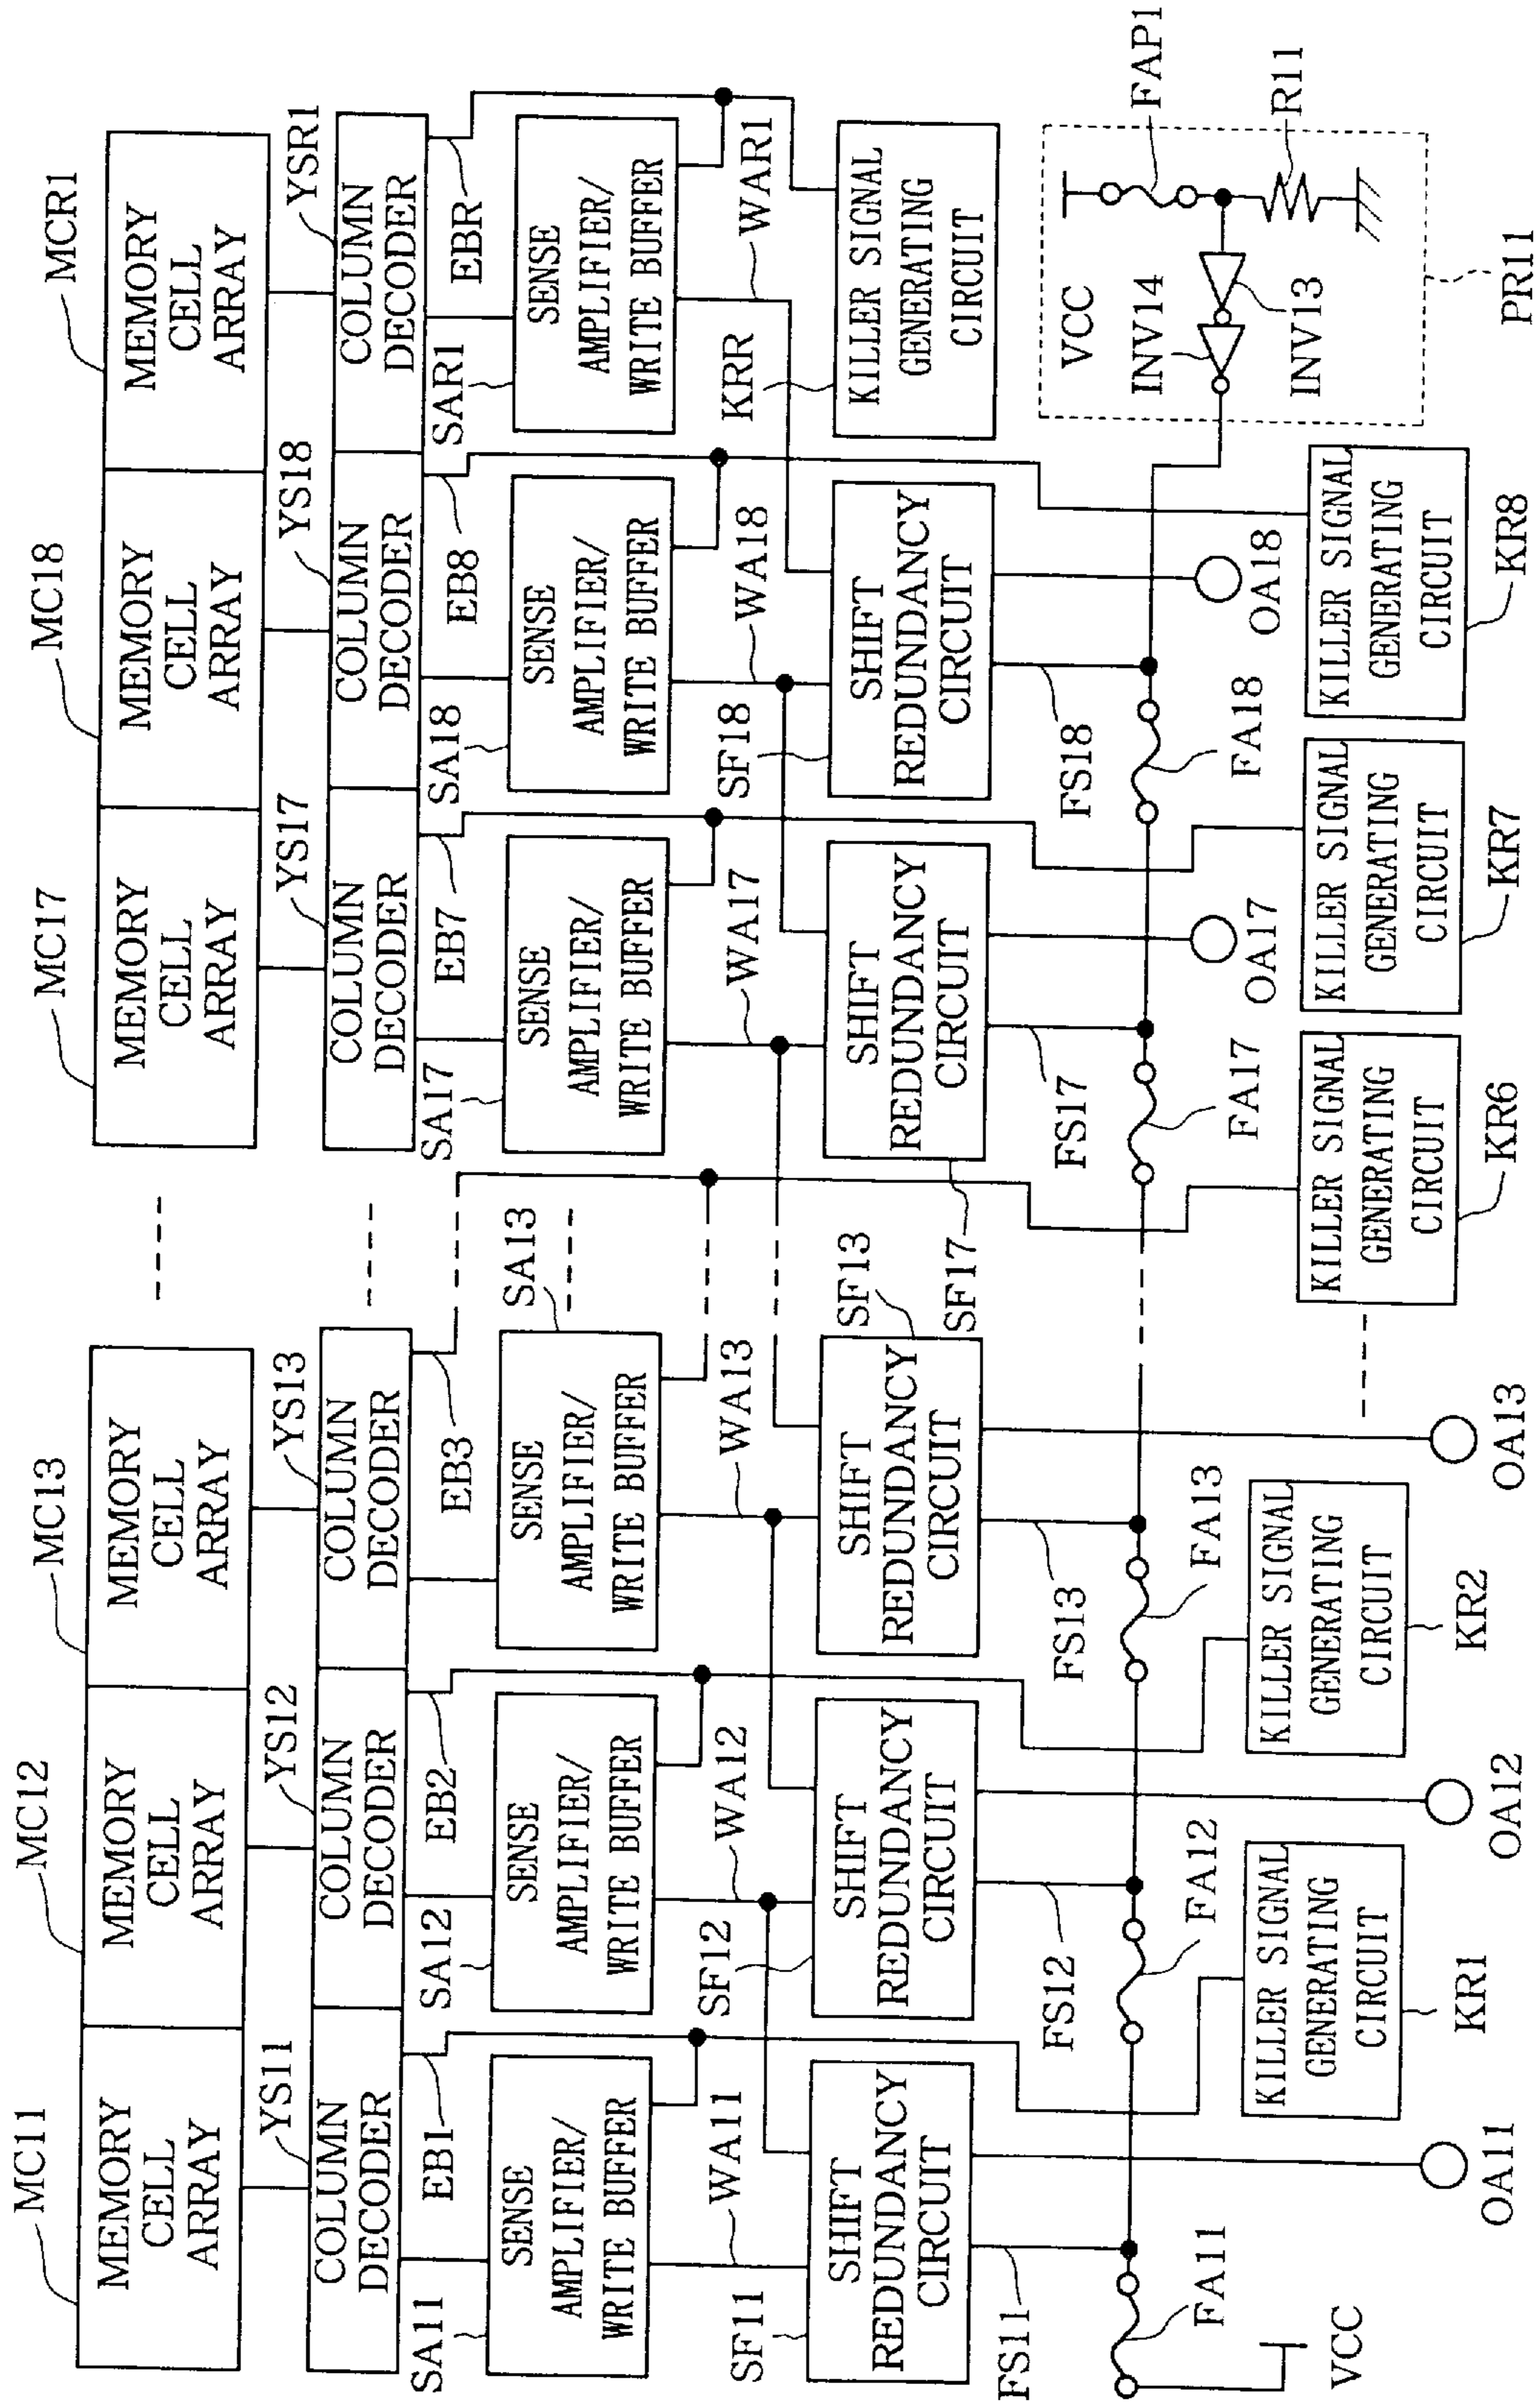 MC11
MC12
MC13
MC17
MC18
MCR1
MEMORY
CELL
ARRAY
MEMORY
CELL
ARRAY
MEMORY
CELL
ARRAY
MEMORY
CELL
ARRAY
MEMORY
CELL
ARRAY
MEMORY
CELL
ARRAY
YS11
YS12
YS13
YS17
YS18
YSR1
COLUMN
DECODER
COLUMN
DECODER
COLUMN
DECODER
COLUMN
DECODER
COLUMN
DECODER
COLUMN
DECODER
SA11
EB1
SA12
EB2
EB3
SA13
SA17
EB7
SA18
EB8
SAR1
EBR
SENSE
AMPLIFIER/
WRITE BUFFER
SENSE
AMPLIFIER/
WRITE BUFFER
SENSE
AMPLIFIER/
WRITE BUFFER
SENSE
AMPLIFIER/
WRITE BUFFER
SENSE
AMPLIFIER/
WRITE BUFFER
SENSE
AMPLIFIER/
WRITE BUFFER
SF11
WA11
SF12
WA12
WA13
SF13
WA17
SF18
WA18
KRR
WAR1
SHIFT
REDUNDANCY
CIRCUIT
SHIFT
REDUNDANCY
CIRCUIT
SHIFT
REDUNDANCY
CIRCUIT
SHIFT
REDUNDANCY
CIRCUIT
SHIFT
REDUNDANCY
CIRCUIT
KILLER SIGNAL
GENERATING
CIRCUIT
SF17
FS11
FS12
FS13
FS17
FS18
VCC
FAP1
INV14
INV13
R11
PR11
FA11
FA12
FA13
FA17
FA18
OA17
OA18
VCC
KILLER SIGNAL
GENERATING
CIRCUIT
KILLER SIGNAL
GENERATING
CIRCUIT
KILLER SIGNAL
GENERATING
CIRCUIT
KILLER SIGNAL
GENERATING
CIRCUIT
KILLER SIGNAL
GENERATING
CIRCUIT
OA11
KR1
OA12
KR2
OA13
KR6
KR7
KR8